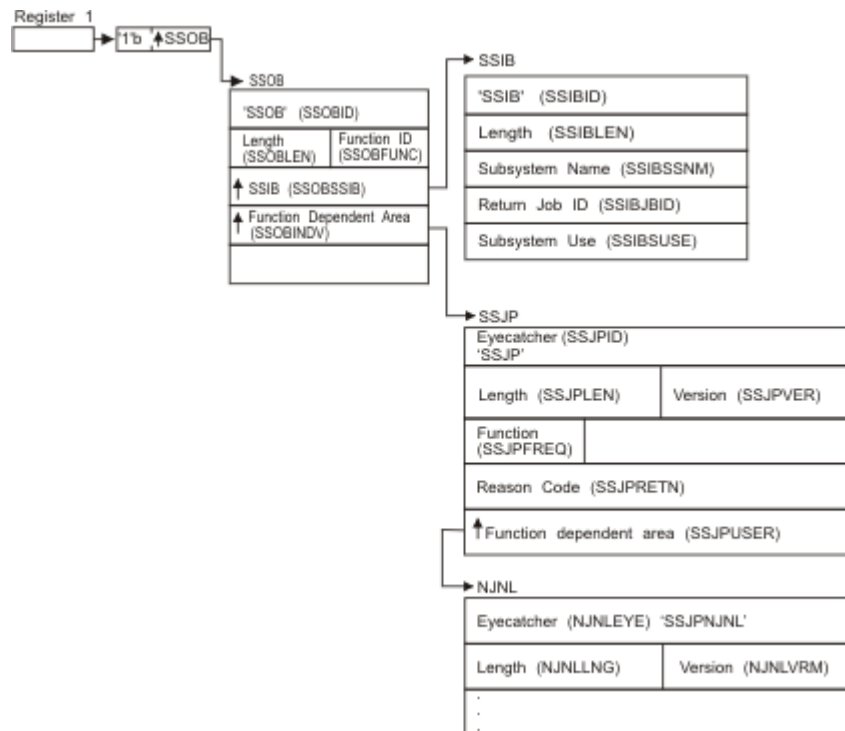 Register 1
'1'b SSOB
SSOB
'SSOB' (SSOBID)
Length
(SSOBLEN)
Function ID
(SSOBFUNC)
SSIB (SSOBSSIB)
Function Dependent Area
(SSOBINDV)
SSIB
'SSIB' (SSIBID)
Length (SSIBLEN)
Subsystem Name (SSIBSSNM)
Return Job ID (SSIBJBID)
Subsystem Use (SSIBSUSE)
SSJP
Eyecatcher (SSJPID)
'SSJP'
Length (SSJPLEN)
Version (SSJPVER)
Function
(SSJPFREQ)
Reason Code (SSJPRETN)
Function dependent area (SSJPUSER)
NJNL
Eyecatcher (NJNLEYE) 'SSJPNJNL'
Length (NJNLLNG)
Version (NJNLVRM)
.
.
.